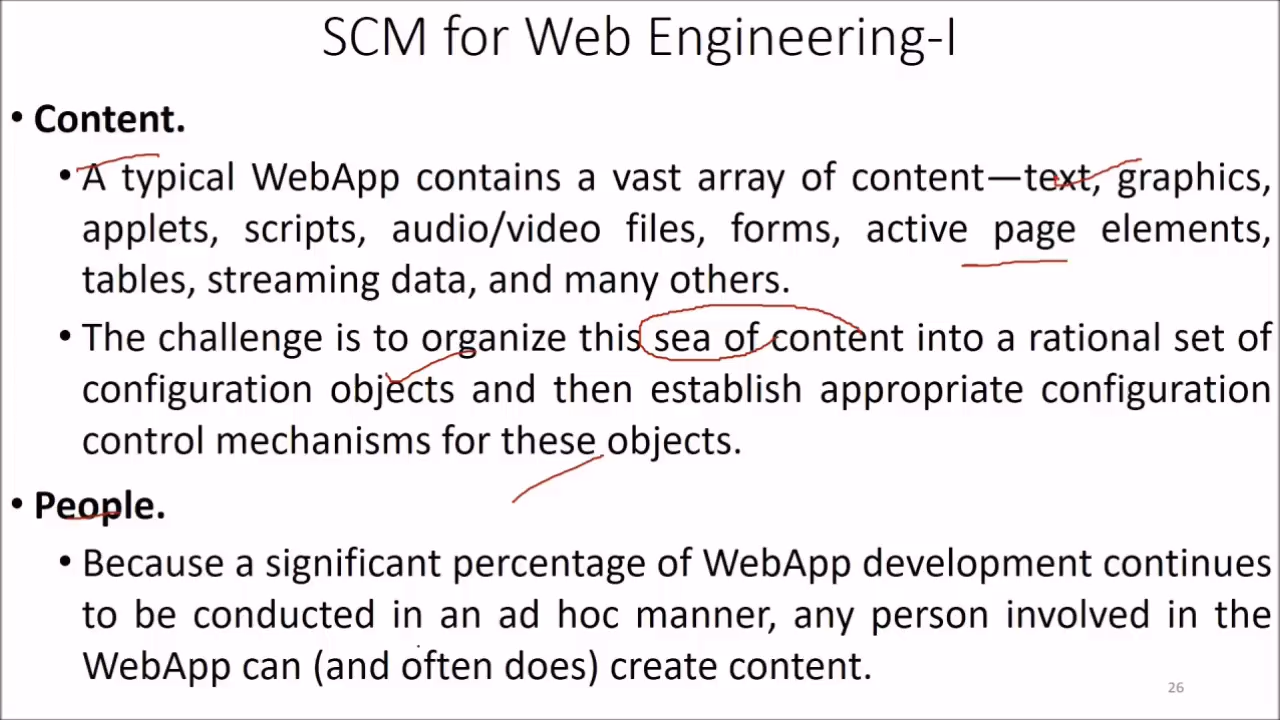 SCM for Web Engineering-I
• Content.
• A typical WebApp contains a vast array of content—text, graphics,
applets, scripts, audio/video files, forms, active page elements,
tables, streaming data, and many others.
• The challenge is to organize this sea of content into a rational set of
configuration objects and then establish appropriate configuration
control mechanisms for these objects.
• People.
• Because a significant percentage of WebApp development continues
to be conducted in an ad hoc manner, any person involved in the
WebApp can (and often does) create content.
26